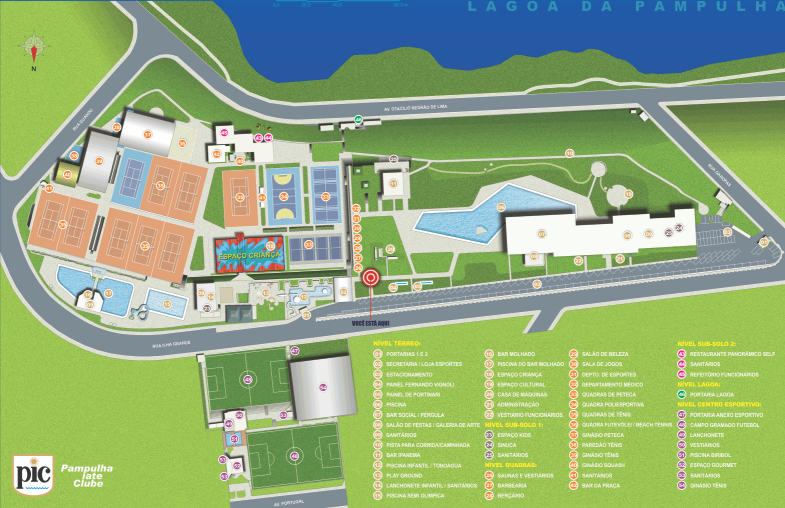 LAGOA DA PAMPULHA
N
AV. OTACÍLIO NEGRÃO DE LIMA
ESPAÇO CRIANÇA
VOCÊ ESTÁ AQUI
RUA ILHA GRANDE
AV. PORTUGAL
pic
Pampulha
Iate
Clube
NÍVEL TERREO:
01 PORTARIAS 1 E 2
02 SECRETARIA / LOJA ESPORTES
03 ESTACIONAMENTO
04 PAINEL FERNANDO VIGNOLI
05 PAINEL DE PORTINARI
06 PISCINA
07 BAR SOCIAL / PÉRGULA
08 SALÃO DE FESTAS / GALERIA DE ARTE
09 SANITÁRIOS
10 PISTA PARA CORRIDA/CAMINHADA
11 BAR IPANEMA
12 PISCINA INFANTIL / TOBOÁGUA
13 PLAY GROUND
14 LANCHONETE INFANTIL / SANITÁRIOS
15 PISCINA SEMI OLIMPICA
16 BAR MOLHADO
17 PISCINA DO BAR MOLHADO
18 ESPAÇO CRIANÇA
19 ESPAÇO CULTURAL
20 CASA DE MÁQUINAS
21 ADMINISTRAÇÃO
22 VESTIARIO FUNCIONÁRIOS
NÍVEL SUB-SOLO 1:
23 ESPAÇO KIDS
24 SINUCA
25 SANITÁRIOS
NÍVEL QUADRAS:
26 SAUNAS E VESTIÁRIOS
27 BARBEARIA
28 BERÇÁRIO
29 SALÃO DE BELEZA
30 SALA DE JOGOS
31 DEPTO. DE ESPORTES
32 DEPARTAMENTO MÉDICO
33 QUADRAS DE PETECA
34 QUADRA POLIESPORTIVA
35 QUADRAS DE TÊNIS
36 QUADRA FUTEVÔLEI / BEACH TENNIS
37 GINÁSIO PETECA
38 PAREDÃO TÊNIS
39 GINÁSIO TÊNIS
40 GINÁSIO SQUASH
41 SANITÁRIOS
42 BAR DA PRAÇA
NÍVEL SUB-SOLO 2:
43 RESTAURANTE PANORÂMICO SELF
44 SANITÁRIOS
45 REFEITÓRIO FUNCIONARIOS
NÍVEL LAGOA:
46 PORTARIA LAGOA
NÍVEL CENTRO ESPORTIVO:
47 PORTARIA ANEXO ESPORTIVO
48 CAMPO GRAMADO FUTEBOL
49 LANCHONETE
50 VESTIÁRIOS
51 PISCINA BIRIBOL
52 ESPAÇO GOURMET
53 SANITÁRIOS
54 GINÁSIO TÊNIS